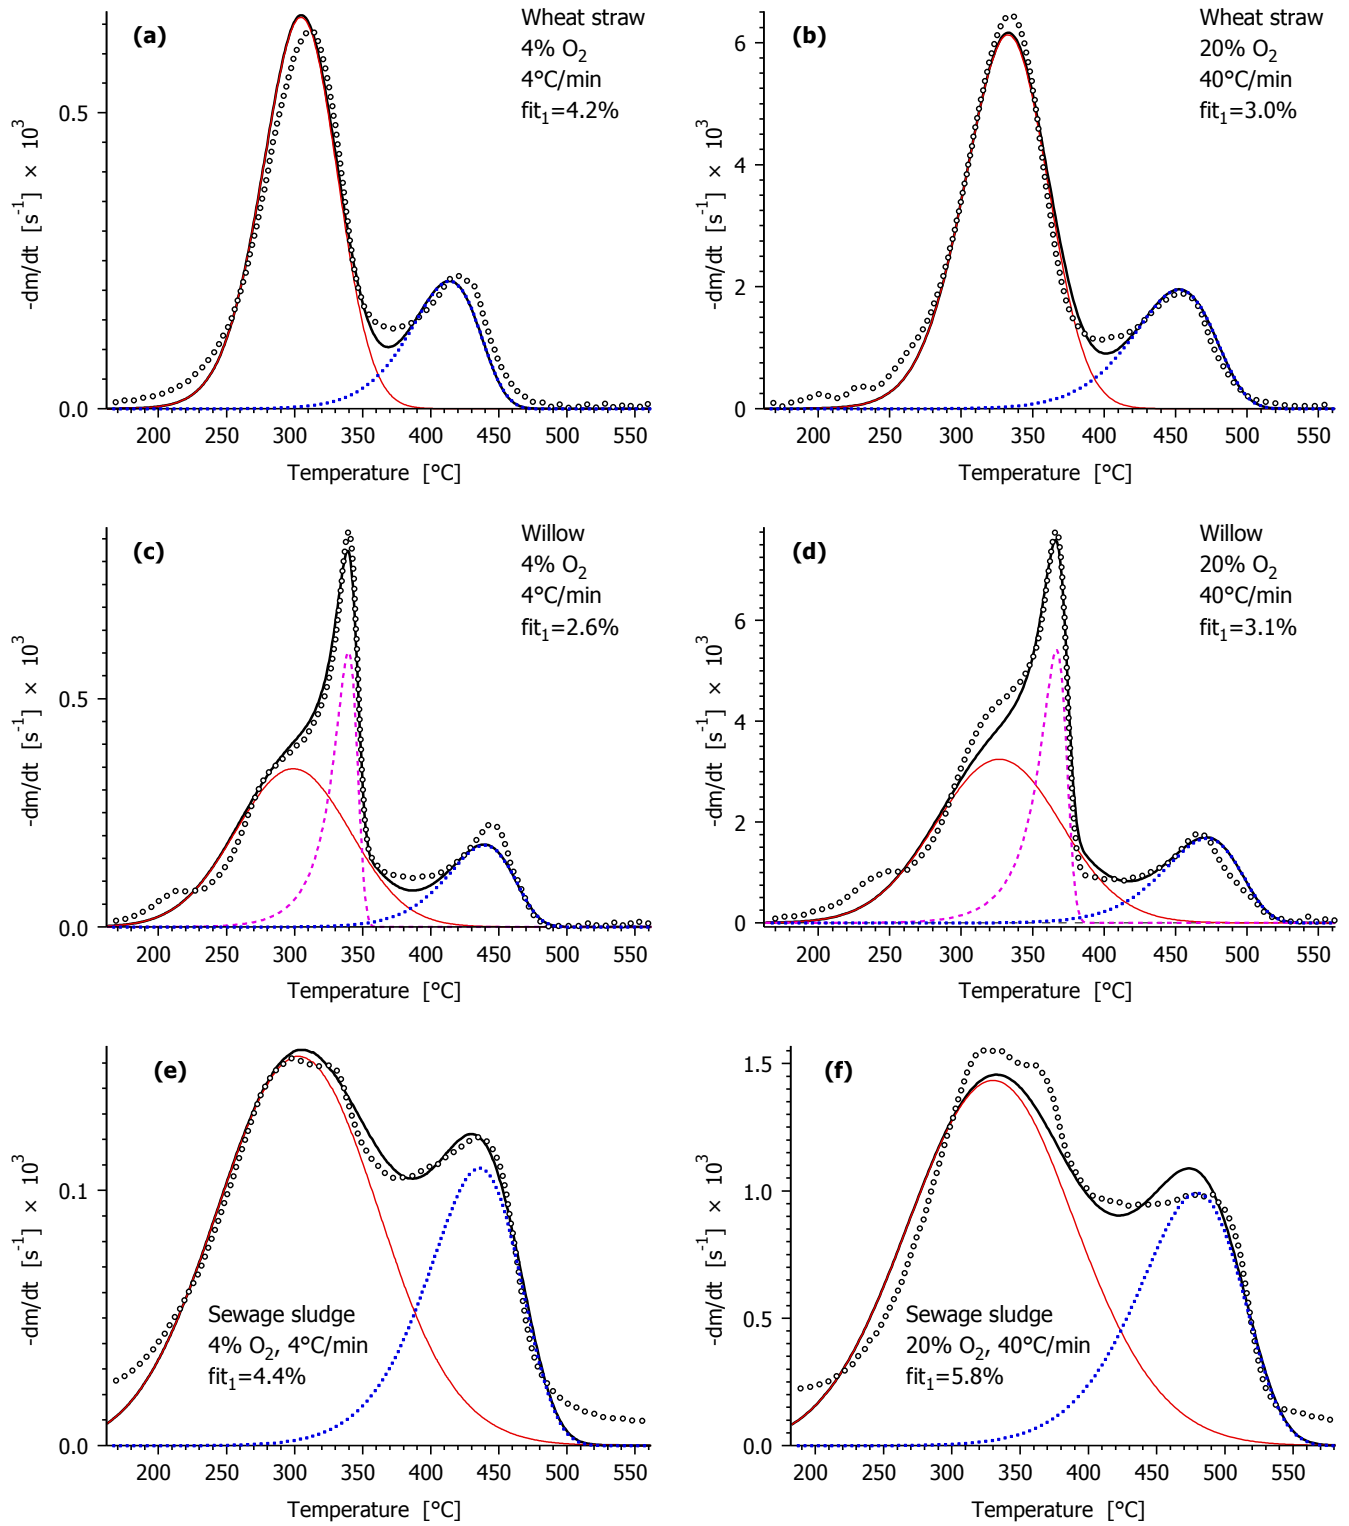 (a)
Wheat straw
4% O₂
4°C/min
fit₁=4.2%
-dm/dt [s⁻¹] × 10³
0.5
0.0
200 250 300 350 400 450 500 550
Temperature [°C]
(b)
Wheat straw
20% O₂
40°C/min
fit₁=3.0%
-dm/dt [s⁻¹] × 10³
6
4
2
0
200 250 300 350 400 450 500 550
Temperature [°C]
(c)
Willow
4% O₂
4°C/min
fit₁=2.6%
-dm/dt [s⁻¹] × 10³
0.5
0.0
200 250 300 350 400 450 500 550
Temperature [°C]
(d)
Willow
20% O₂
40°C/min
fit₁=3.1%
-dm/dt [s⁻¹] × 10³
6
4
2
0
200 250 300 350 400 450 500 550
Temperature [°C]
(e)
Sewage sludge
4% O₂, 4°C/min
fit₁=4.4%
-dm/dt [s⁻¹] × 10³
0.1
0.0
200 250 300 350 400 450 500 550
Temperature [°C]
(f)
Sewage sludge
20% O₂, 40°C/min
fit₁=5.8%
-dm/dt [s⁻¹] × 10³
1.5
1.0
0.5
0.0
200 250 300 350 400 450 500 550
Temperature [°C]